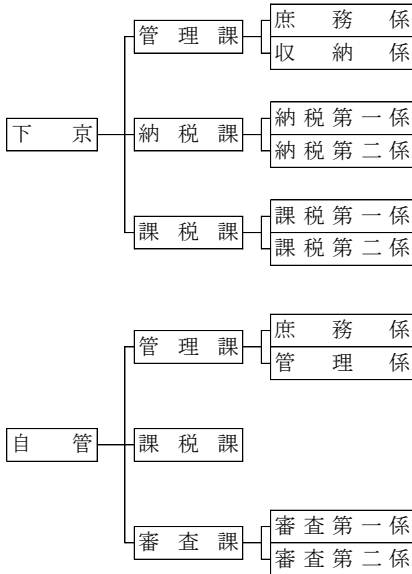 下京
管理課
庶務係
収納係
納税課
納税第一係
納税第二係
課税課
課税第一係
課税第二係
自管
管理課
庶務係
管理係
課税課
審査課
審査第一係
審査第二係